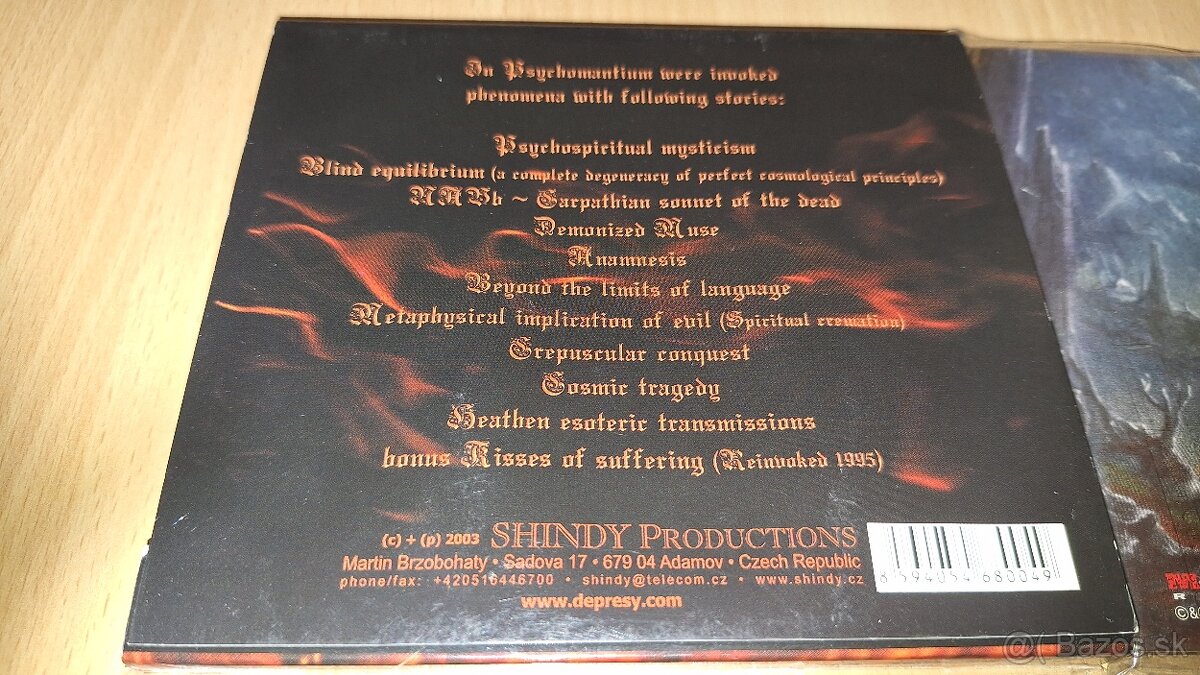 In Psychomantium were invoked
phenomena with following stories:
Psychospiritual mysticism
Blind equilibrium (a complete degeneracy of perfect cosmological principles)
NAVb ~ Carpathian sonnet of the dead
Demonized Muse
Anamnesis
Beyond the limits of language
Metaphysical implication of evil (Spiritual cremation)
Crepuscular conquest
Cosmic tragedy
Heathen esoteric transmissions
bonus Kisses of suffering (Reinvoked 1995)
(c) + (p) 2003 SHINDY PRODUCTIONS
Martin Brzobohaty · Sadova 17 · 679 04 Adamov · Czech Republic
phone/fax: +420516446700 · shindy@telecom.cz · www.shindy.cz
www.depresy.com
8 594054 680049
©&
Bazos.sk